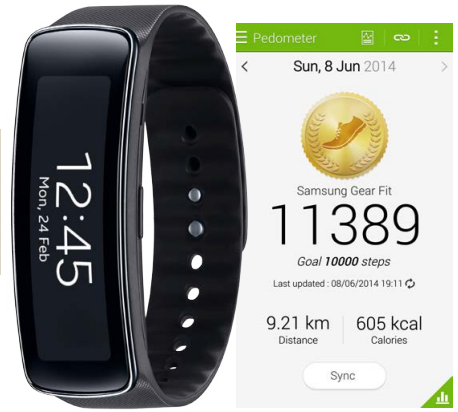 12:45
Mon, 24 Feb
Pedometer
Sun, 8 Jun 2014
Samsung Gear Fit
11389
Goal 10000 steps
Last updated : 08/06/2014 19:11
9.21 km 605 kcal
Distance Calories
Sync